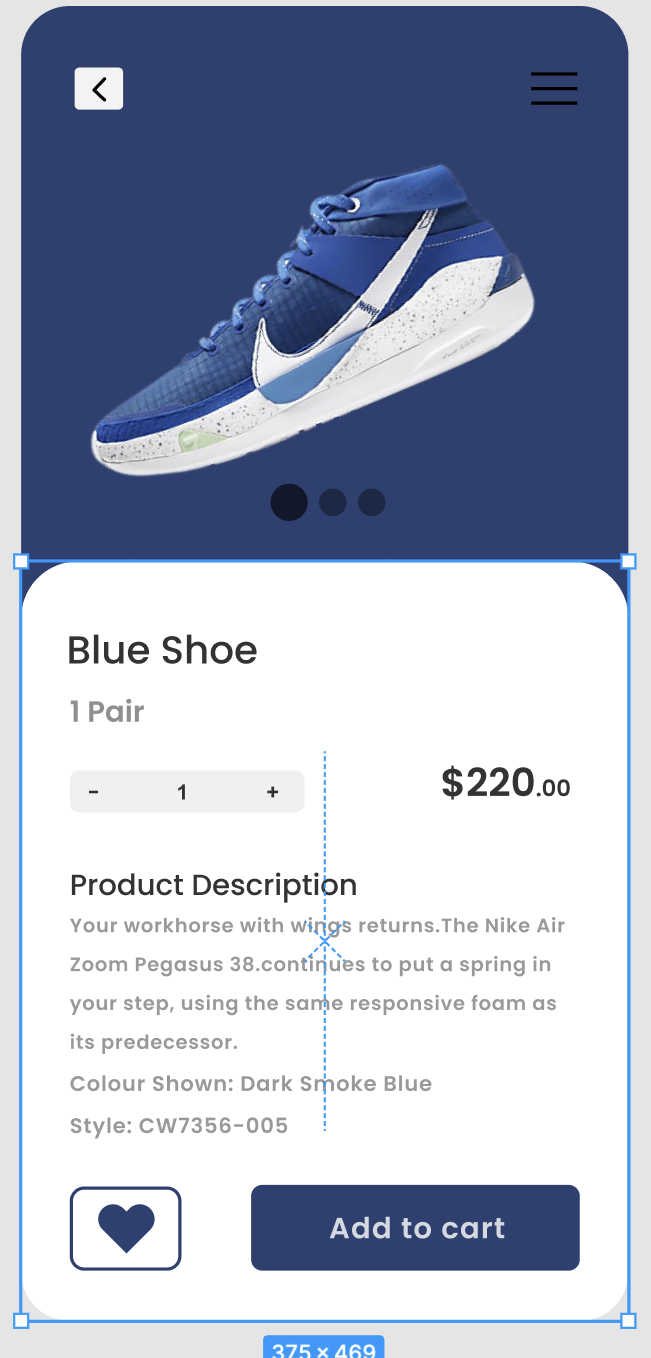 Blue Shoe
1 Pair
- 1 +
$220.00
Product Description
Your workhorse with wings returns.The Nike Air
Zoom Pegasus 38.continues to put a spring in
your step, using the same responsive foam as
its predecessor.
Colour Shown: Dark Smoke Blue
Style: CW7356-005
Add to cart
375 × 469